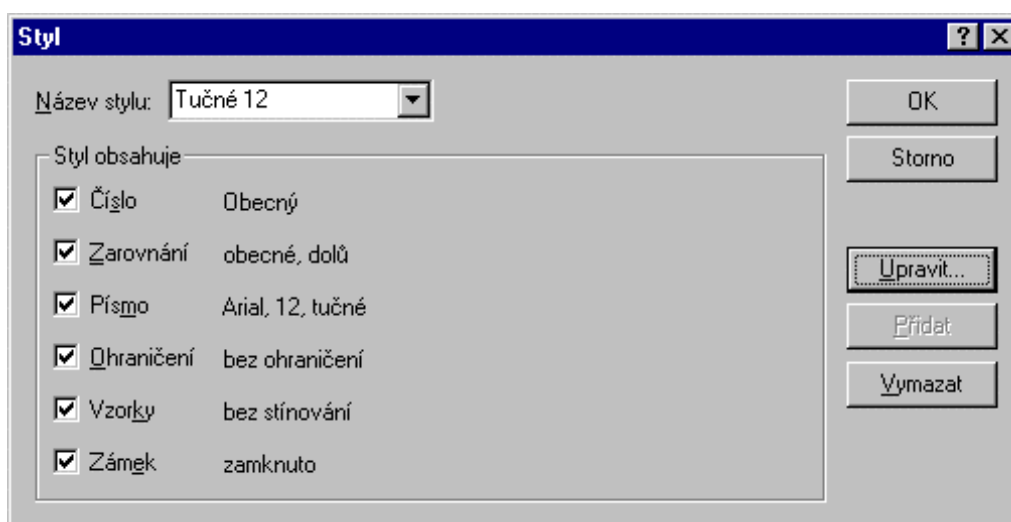 Styl
Název stylu: Tučné 12
OK
Storno
Styl obsahuje
Číslo Obecný
Zarovnání obecné, dolů
Písmo Arial, 12, tučné
Ohraničení bez ohraničení
Vzorky bez stínování
Zámek zamknuto
Upravit...
Přidat
Vymazat